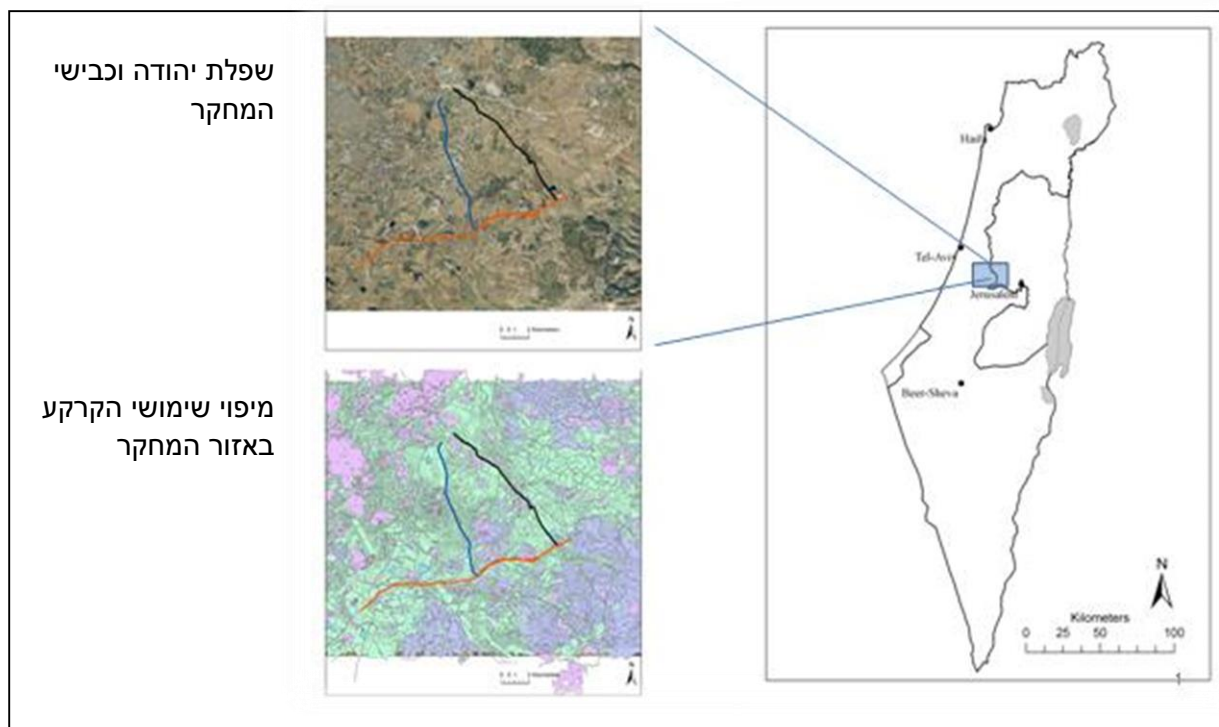 שפלת יהודה וכבישי
המחקר
מיפוי שימושי הקרקע
באזור המחקר
N
N
Haifa
Tel-Aviv
Jerusalem
Beer-Sheva
N
Kilometers
0 25 50 100
1